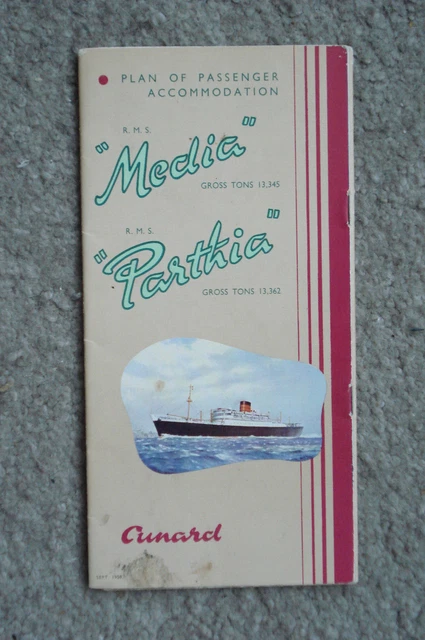 PLAN OF PASSENGER
ACCOMMODATION
R.M.S.
"Media"
GROSS TONS 13,345
R.M.S.
"Parthia"
GROSS TONS 13,362
Cunard